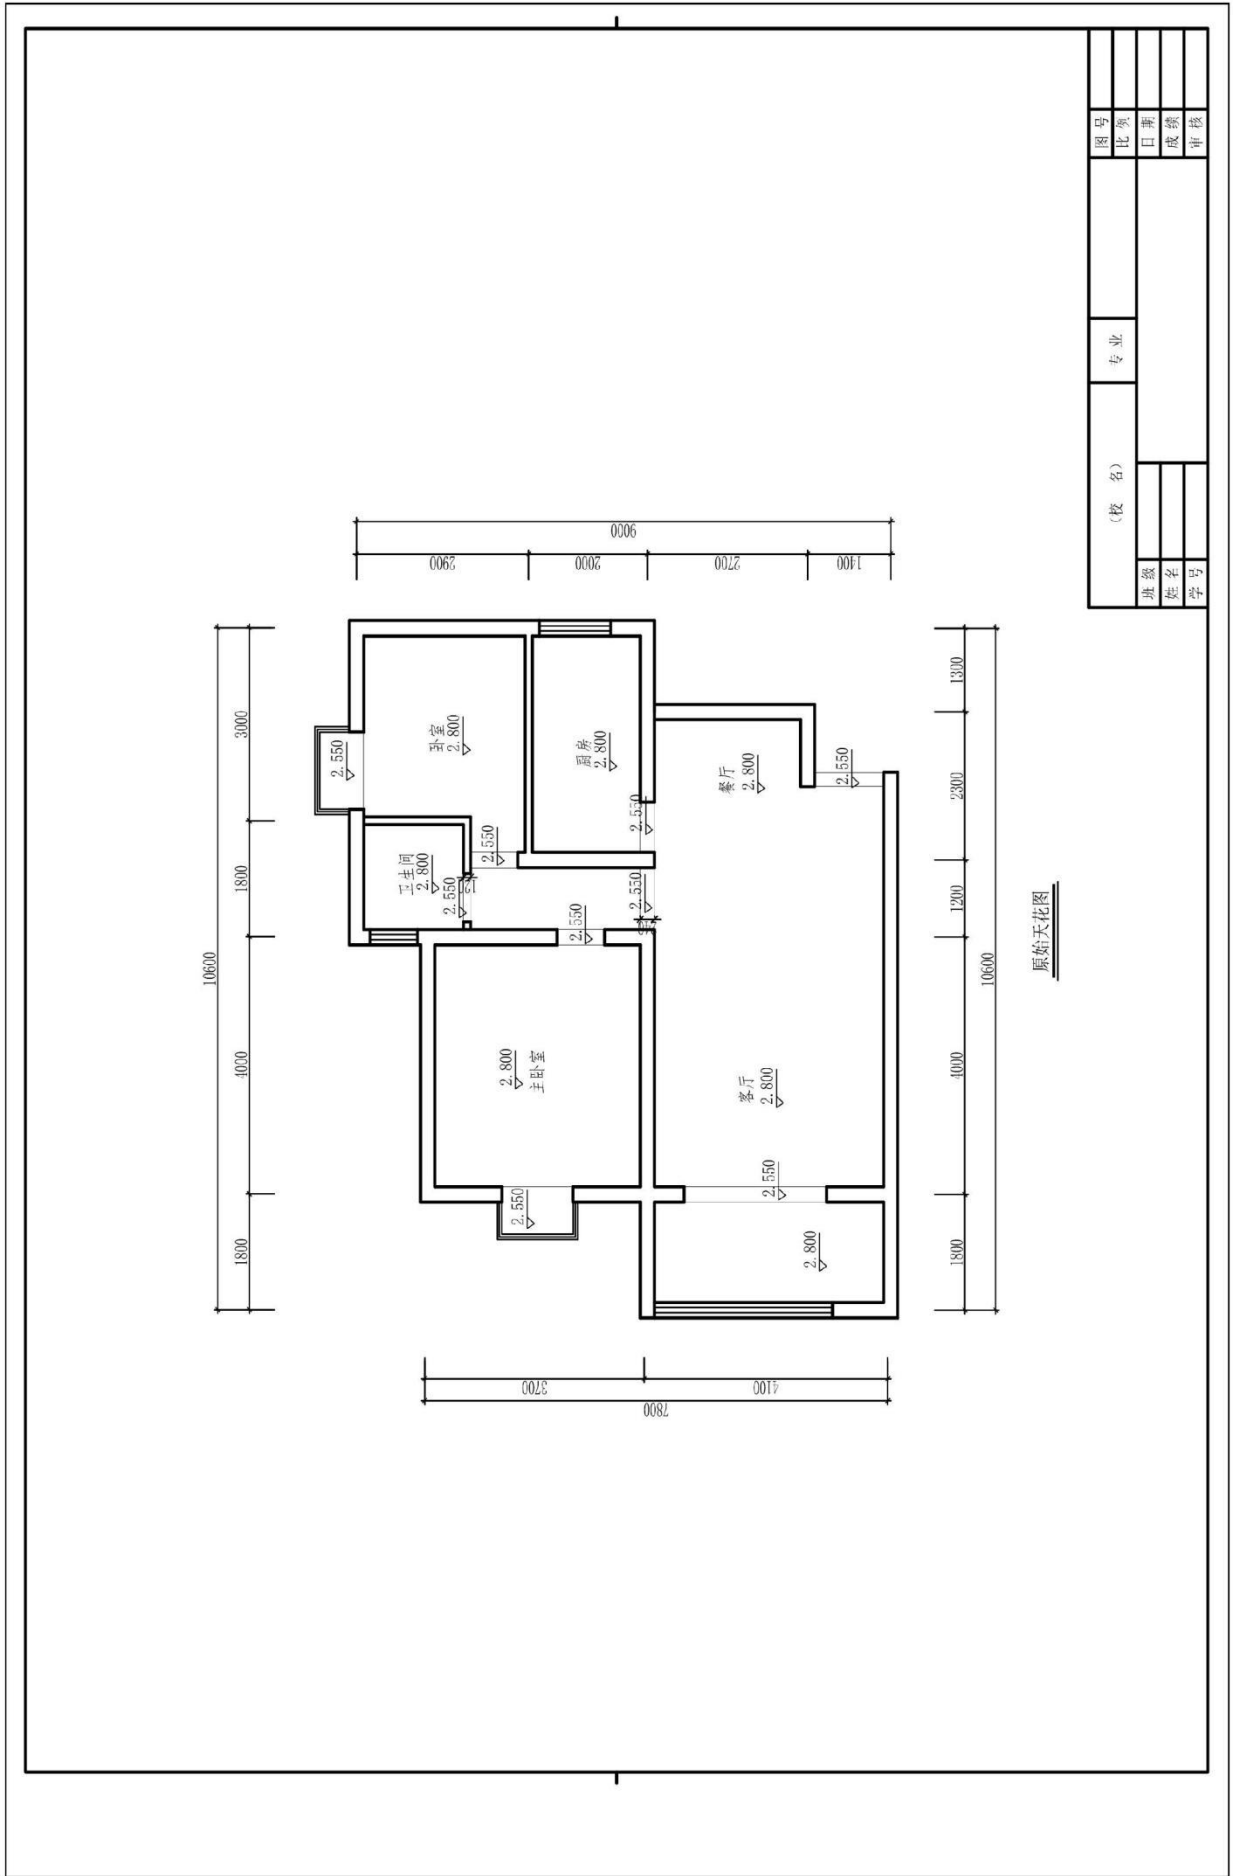 10600
1800
4000
1800
3000
7800
3700
4100
9000
2900
2000
2700
1400
2.550
卫生间
2.800
2.550
2.550
卧室
2.800
2.550
2.800
主卧室
2.550
2.550
2.550
厨房
2.800
2.550
餐厅
2.800
2.550
客厅
2.800
2.550
2.800
1800
4000
1200
2300
1300
10600
原始天花图
(校 名)
专 业
图 号
比 例
班 级
姓 名
学 号
日 期
成 绩
审 核